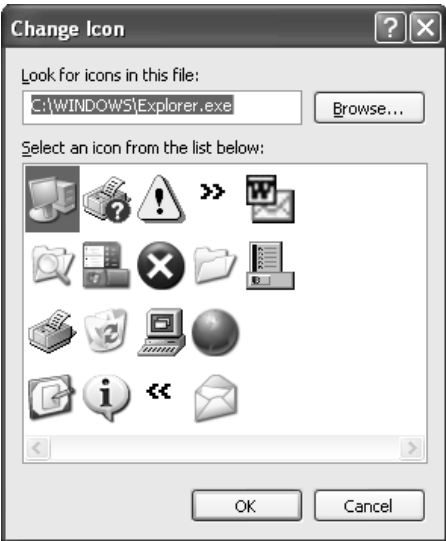 Change Icon
Look for icons in this file:
C:\WINDOWS\Explorer.exe
Browse...
Select an icon from the list below:
OK
Cancel